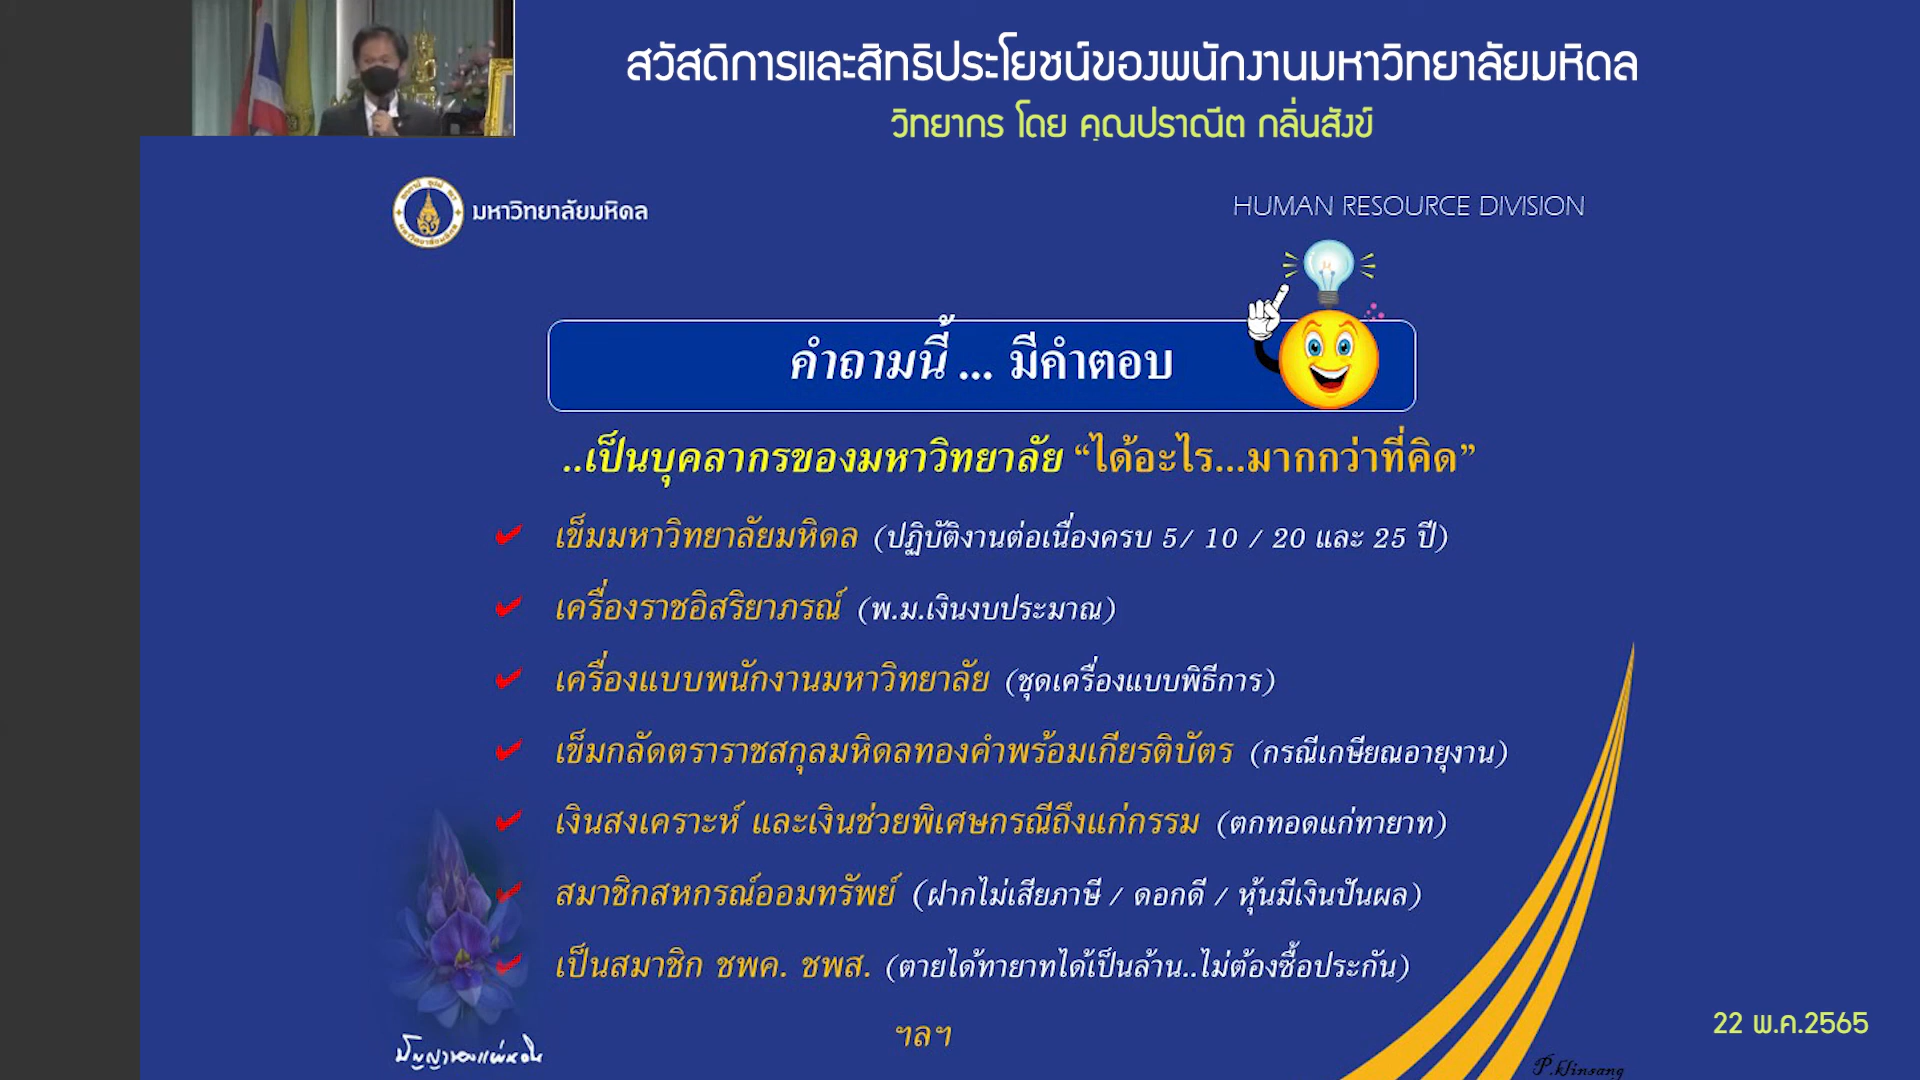 สวัสดิการและสิทธิประโยชน์ของพนักงานมหาวิทยาลัยมหิดล
วิทยากร โดย คุณปราณีต กลิ่นสังข์
มหาวิทยาลัยมหิดล
HUMAN RESOURCE DIVISION
คำถามนี้ ... มีคำตอบ
..เป็นบุคลากรของมหาวิทยาลัย “ได้อะไร...มากกว่าที่คิด”
✔ เข็มมหาวิทยาลัยมหิดล (ปฏิบัติงานต่อเนื่องครบ 5/ 10 / 20 และ 25 ปี)
✔ เครื่องราชอิสริยาภรณ์ (พ.ม.เงินงบประมาณ)
✔ เครื่องแบบพนักงานมหาวิทยาลัย (ชุดเครื่องแบบพิธีการ)
✔ เข็มกลัดตราราชสกุลมหิดลทองคำพร้อมเกียรติบัตร (กรณีเกษียณอายุงาน)
✔ เงินสงเคราะห์ และเงินช่วยพิเศษกรณีถึงแก่กรรม (ตกทอดแก่ทายาท)
✔ สมาชิกสหกรณ์ออมทรัพย์ (ฝากไม่เสียภาษี / ดอกดี / หุ้นมีเงินปันผล)
✔ เป็นสมาชิก ชพค. ชพส. (ตายได้ทายาทได้เป็นล้าน..ไม่ต้องซื้อประกัน)
ฯลฯ
22 พ.ค.2565
ปัญญาของแผ่นดิน
P.klinsang